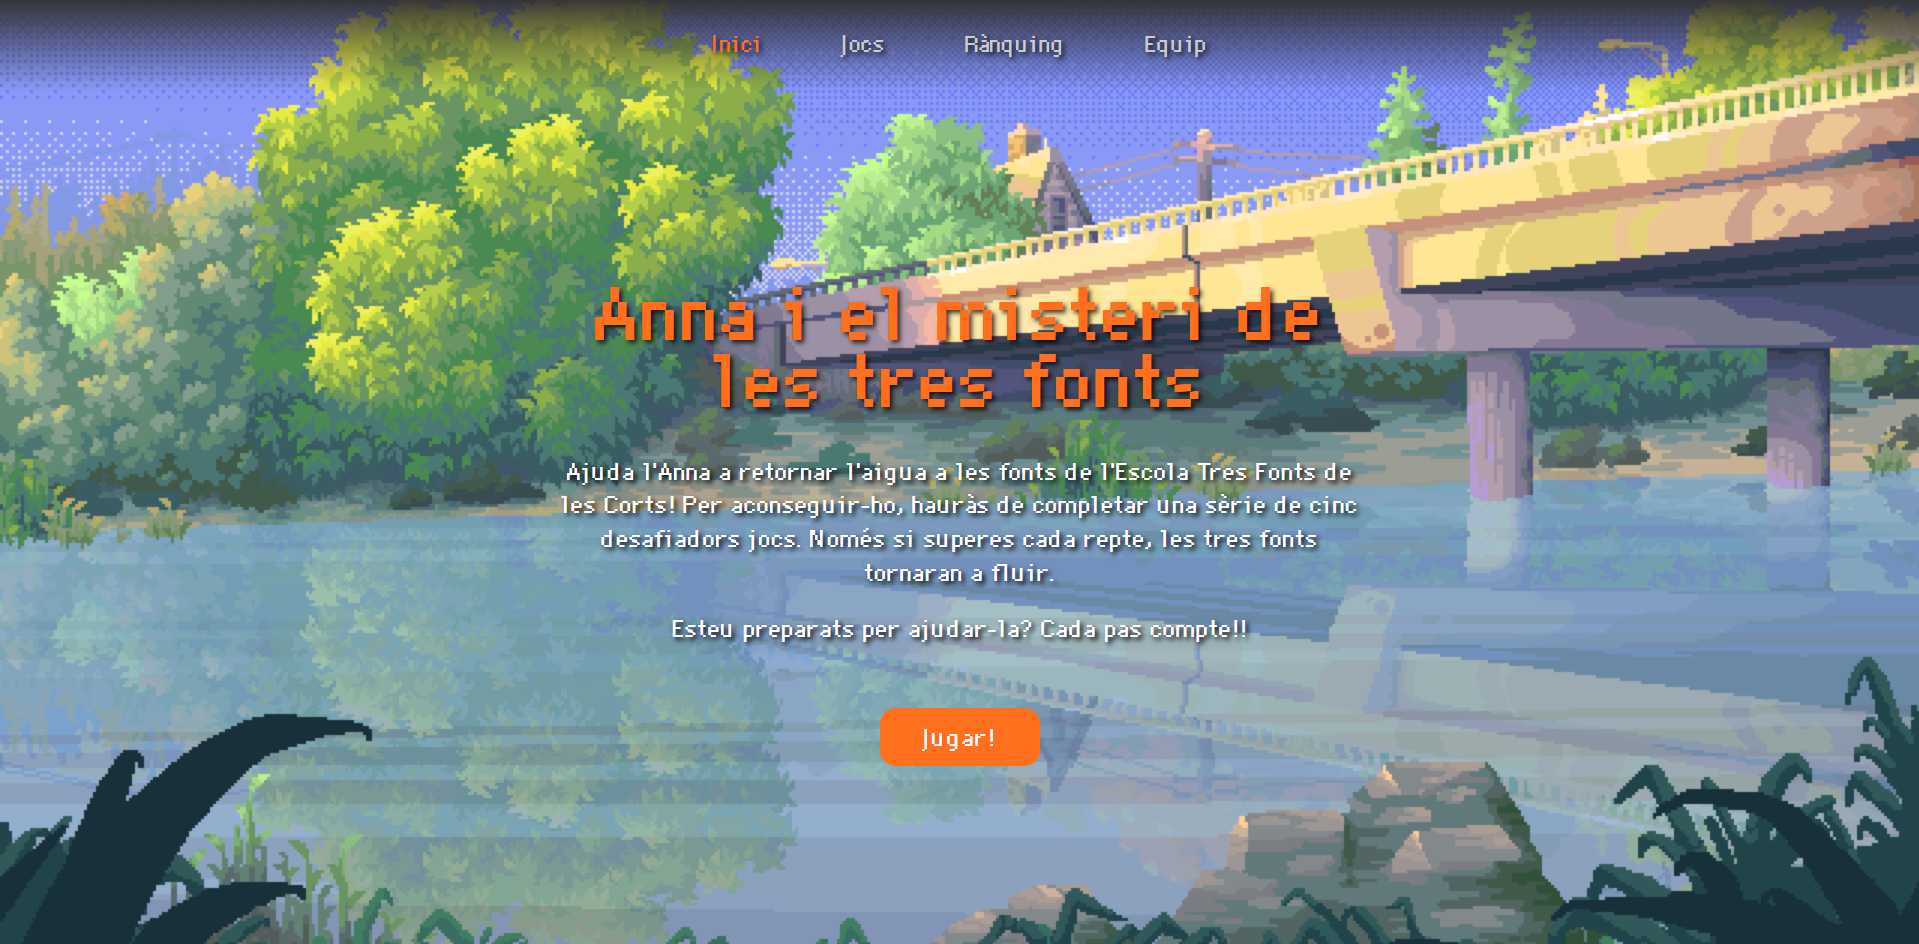 Inici Jocs Rànquing Equip
Anna i el misteri de
les tres fonts
Ajuda l'Anna a retornar l'aigua a les fonts de l'Escola Tres Fonts de
les Corts! Per aconseguir-ho, hauràs de completar una sèrie de cinc
desafiadors jocs. Només si superes cada repte, les tres fonts
tornaran a fluir.
Esteu preparats per ajudar-la? Cada pas compte!!
Jugar!